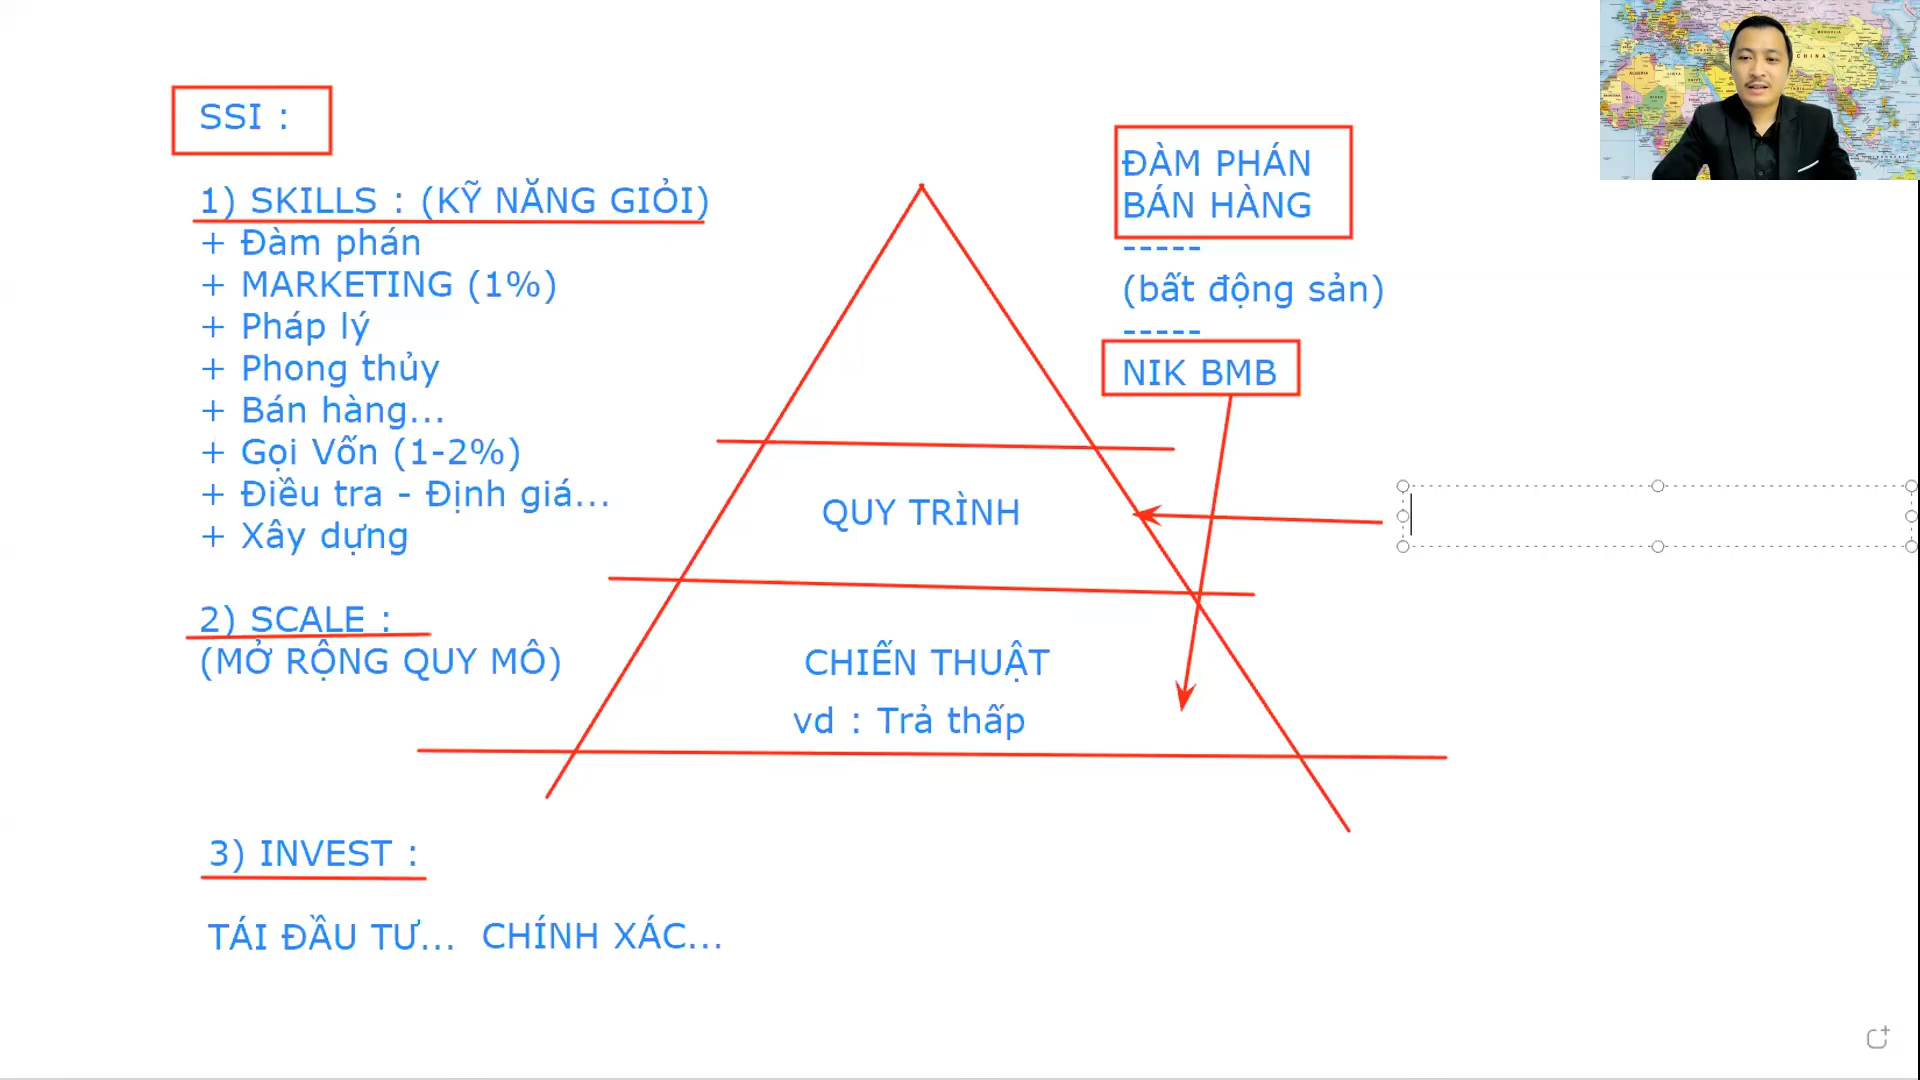 SSI :
1) SKILLS : (KỸ NĂNG GIỎI)
+ Đàm phán
+ MARKETING (1%)
+ Pháp lý
+ Phong thủy
+ Bán hàng...
+ Gọi Vốn (1-2%)
+ Điều tra - Định giá...
+ Xây dựng
2) SCALE :
(MỞ RỘNG QUY MÔ)
3) INVEST :
TÁI ĐẦU TƯ... CHÍNH XÁC...
QUY TRÌNH
CHIẾN THUẬT
vd : Trả thấp
ĐÀM PHÁN
BÁN HÀNG
-----
(bất động sản)
-----
NIK BMB
CHINA